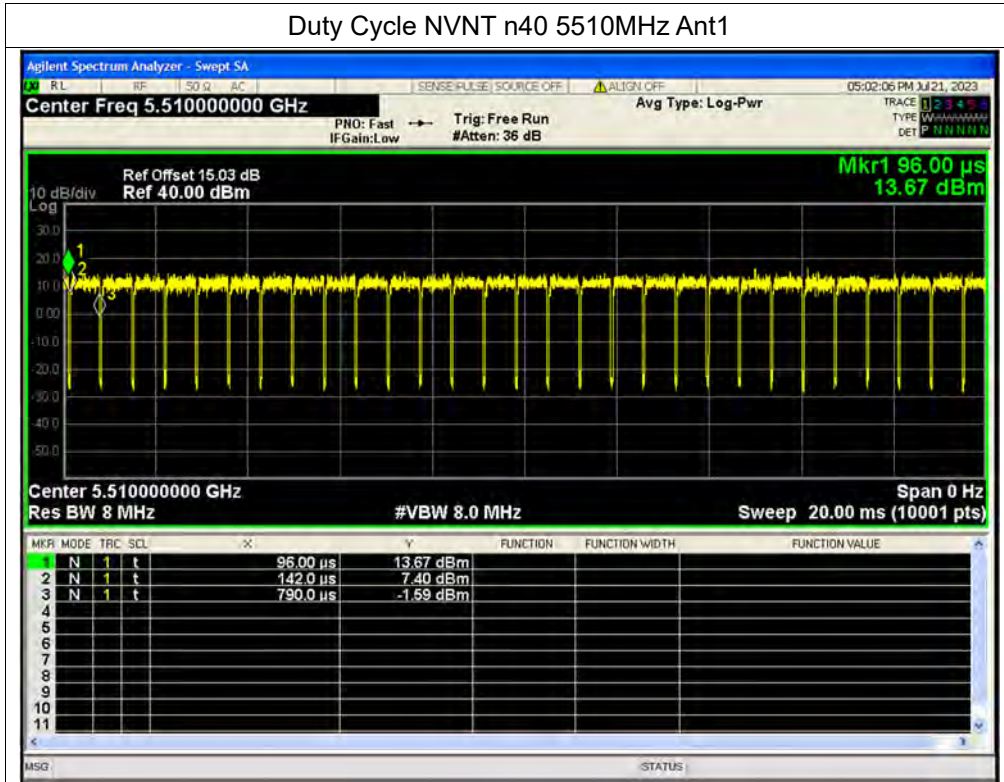 Duty Cycle NVNT n40 5510MHz Ant1
Agilent Spectrum Analyzer - Swept SA
LXI RL RF 50 Ω AC SENSE:PULSE SOURCE OFF ALIGN OFF 05:02:06 PM Jul 21, 2023
Center Freq 5.510000000 GHz Avg Type: Log-Pwr TRACE 1 2 3 4 5 6
PNO: Fast Trig: Free Run TYPE W
IFGain:Low #Atten: 36 dB DET P N N N N N
Mkr1 96.00 µs
Ref Offset 15.03 dB
10 dB/div Ref 40.00 dBm 13.67 dBm
Log
30.0
20.0
10.0
0.00
-10.0
-20.0
-30.0
-40.0
-50.0
1
2
3
Center 5.510000000 GHz Span 0 Hz
Res BW 8 MHz #VBW 8.0 MHz Sweep 20.00 ms (10001 pts)
MKR MODE TRC SCL X Y FUNCTION FUNCTION WIDTH FUNCTION VALUE
1 N 1 t 96.00 µs 13.67 dBm
2 N 1 t 142.0 µs 7.40 dBm
3 N 1 t 790.0 µs -1.59 dBm
4
5
6
7
8
9
10
11
MSG STATUS